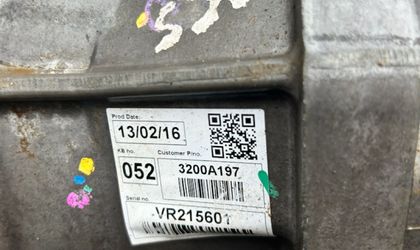 Prod Date:
13/02/16
KB no. Customer P/no.
052 3200A197
Serial no.
VR215601